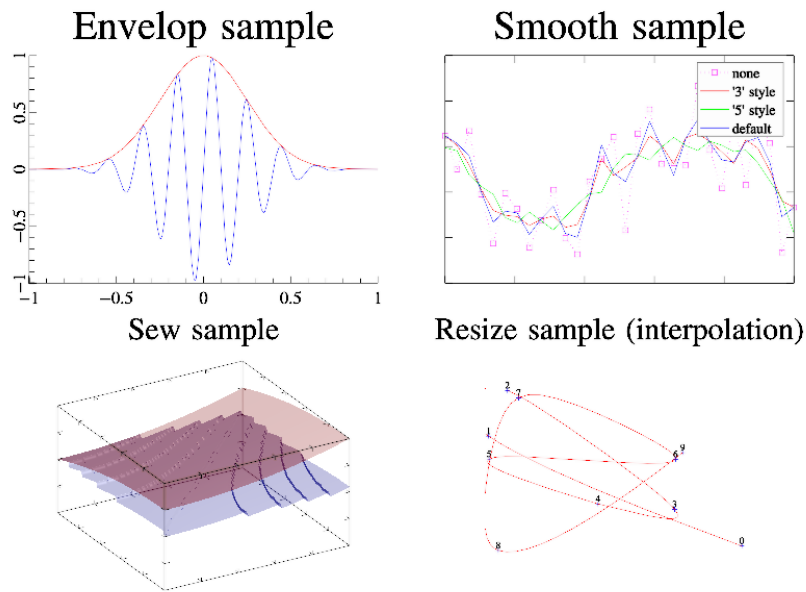 Envelop sample
Smooth sample
1
0.5
0
−0.5
−1
−1
−0.5
0
0.5
1
none
'3' style
'5' style
default
Sew sample
Resize sample (interpolation)
2
7
1
5
9
6
4
3
8
0